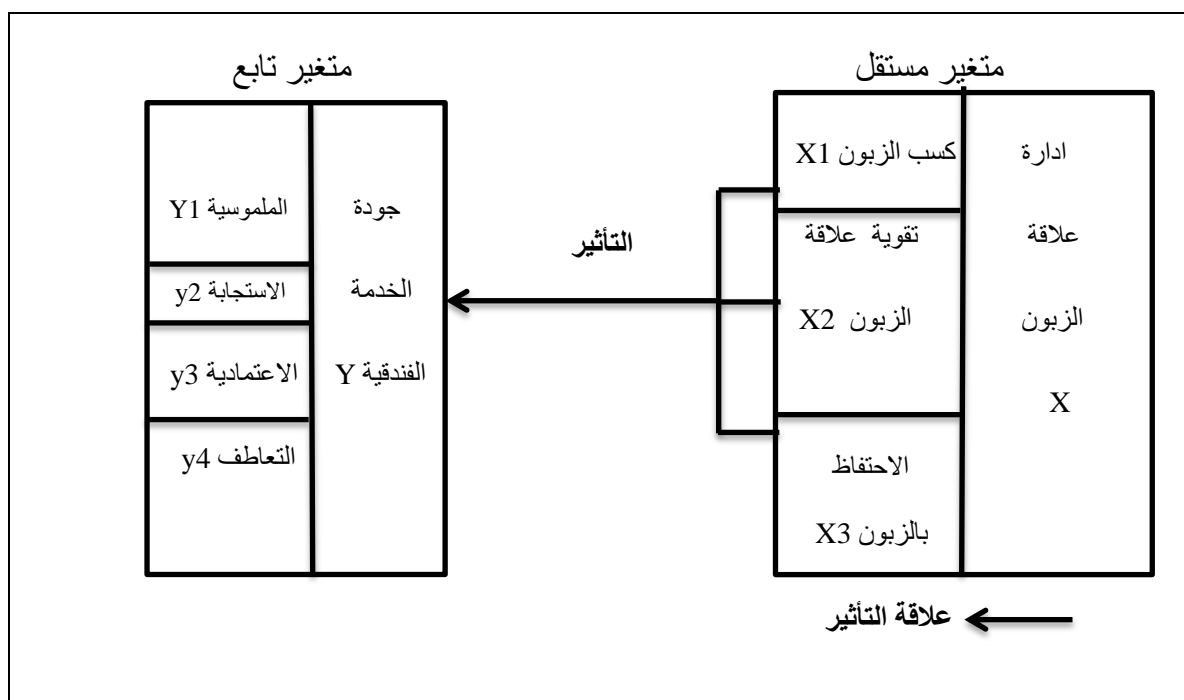 متغير مستقل
متغير تابع
ادارة
علاقة
الزبون
X
كسب الزبون X1
تقوية علاقة
الزبون X2
الاحتفاظ
بالزبون X3
التأثير
جودة
الخدمة
الفندقية Y
الملموسية Y1
الاستجابة y2
الاعتمادية y3
التعاطف y4
علاقة التأثير